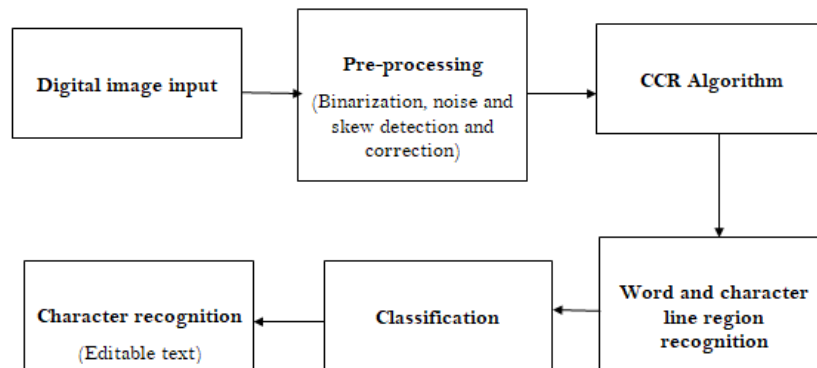 Digital image input
Pre-processing
(Binarization, noise and
skew detection and
correction)
CCR Algorithm
Word and character
line region
recognition
Classification
Character recognition
(Editable text)